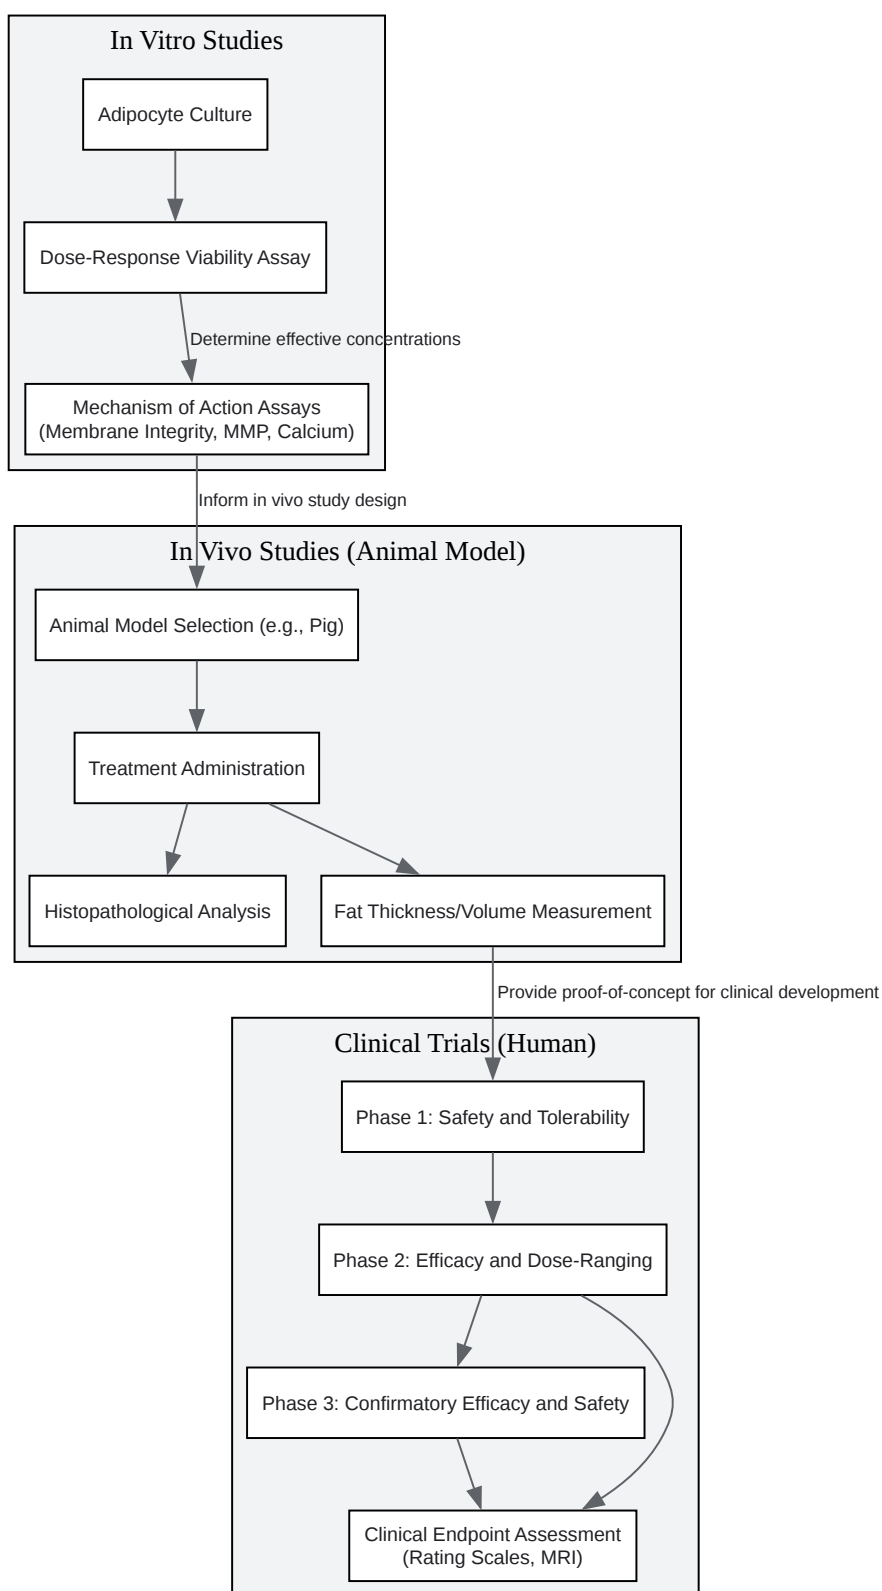 In Vitro Studies
Adipocyte Culture
Dose-Response Viability Assay
Determine effective concentrations
Mechanism of Action Assays
(Membrane Integrity, MMP, Calcium)
Inform in vivo study design
In Vivo Studies (Animal Model)
Animal Model Selection (e.g., Pig)
Treatment Administration
Histopathological Analysis
Fat Thickness/Volume Measurement
Provide proof-of-concept for clinical development
Clinical Trials (Human)
Phase 1: Safety and Tolerability
Phase 2: Efficacy and Dose-Ranging
Phase 3: Confirmatory Efficacy and Safety
Clinical Endpoint Assessment
(Rating Scales, MRI)